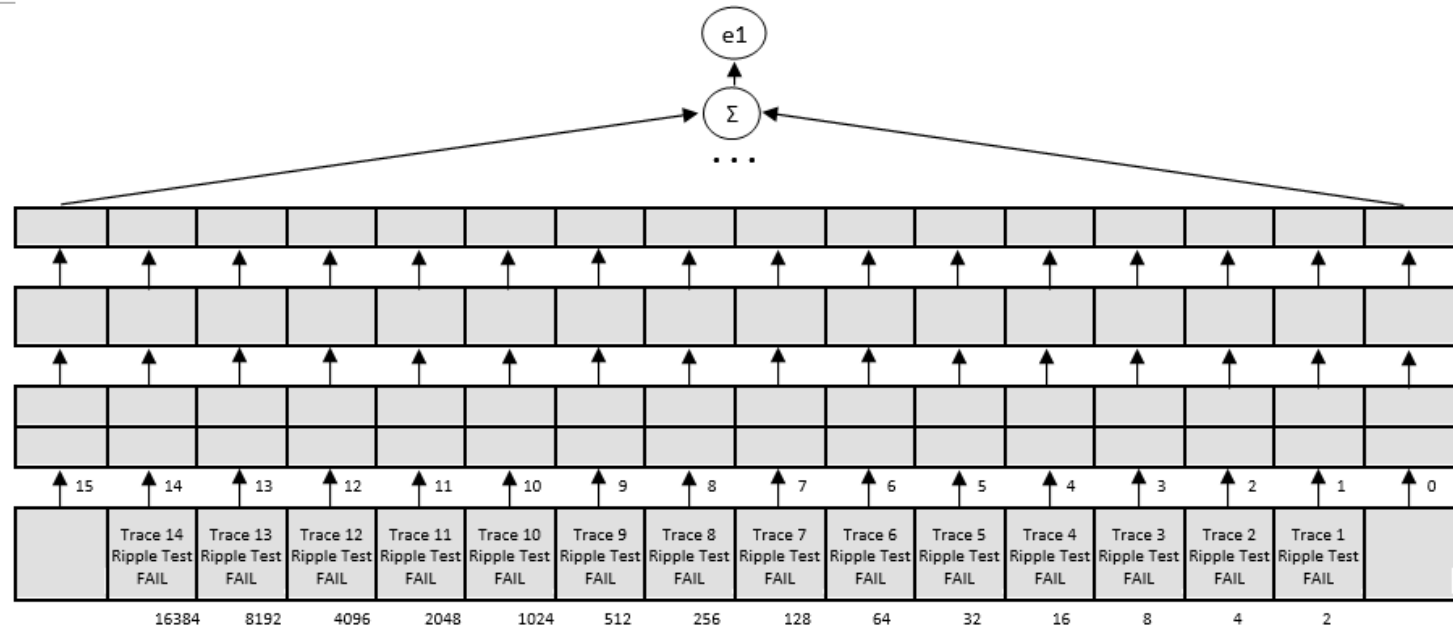 e1
Σ
...
15 14 13 12 11 10 9 8 7 6 5 4 3 2 1 0
Trace 14 Trace 13 Trace 12 Trace 11 Trace 10 Trace 9 Trace 8 Trace 7 Trace 6 Trace 5 Trace 4 Trace 3 Trace 2 Trace 1
Ripple Test Ripple Test Ripple Test Ripple Test Ripple Test Ripple Test Ripple Test Ripple Test Ripple Test Ripple Test Ripple Test Ripple Test Ripple Test Ripple Test
FAIL FAIL FAIL FAIL FAIL FAIL FAIL FAIL FAIL FAIL FAIL FAIL FAIL FAIL
16384 8192 4096 2048 1024 512 256 128 64 32 16 8 4 2